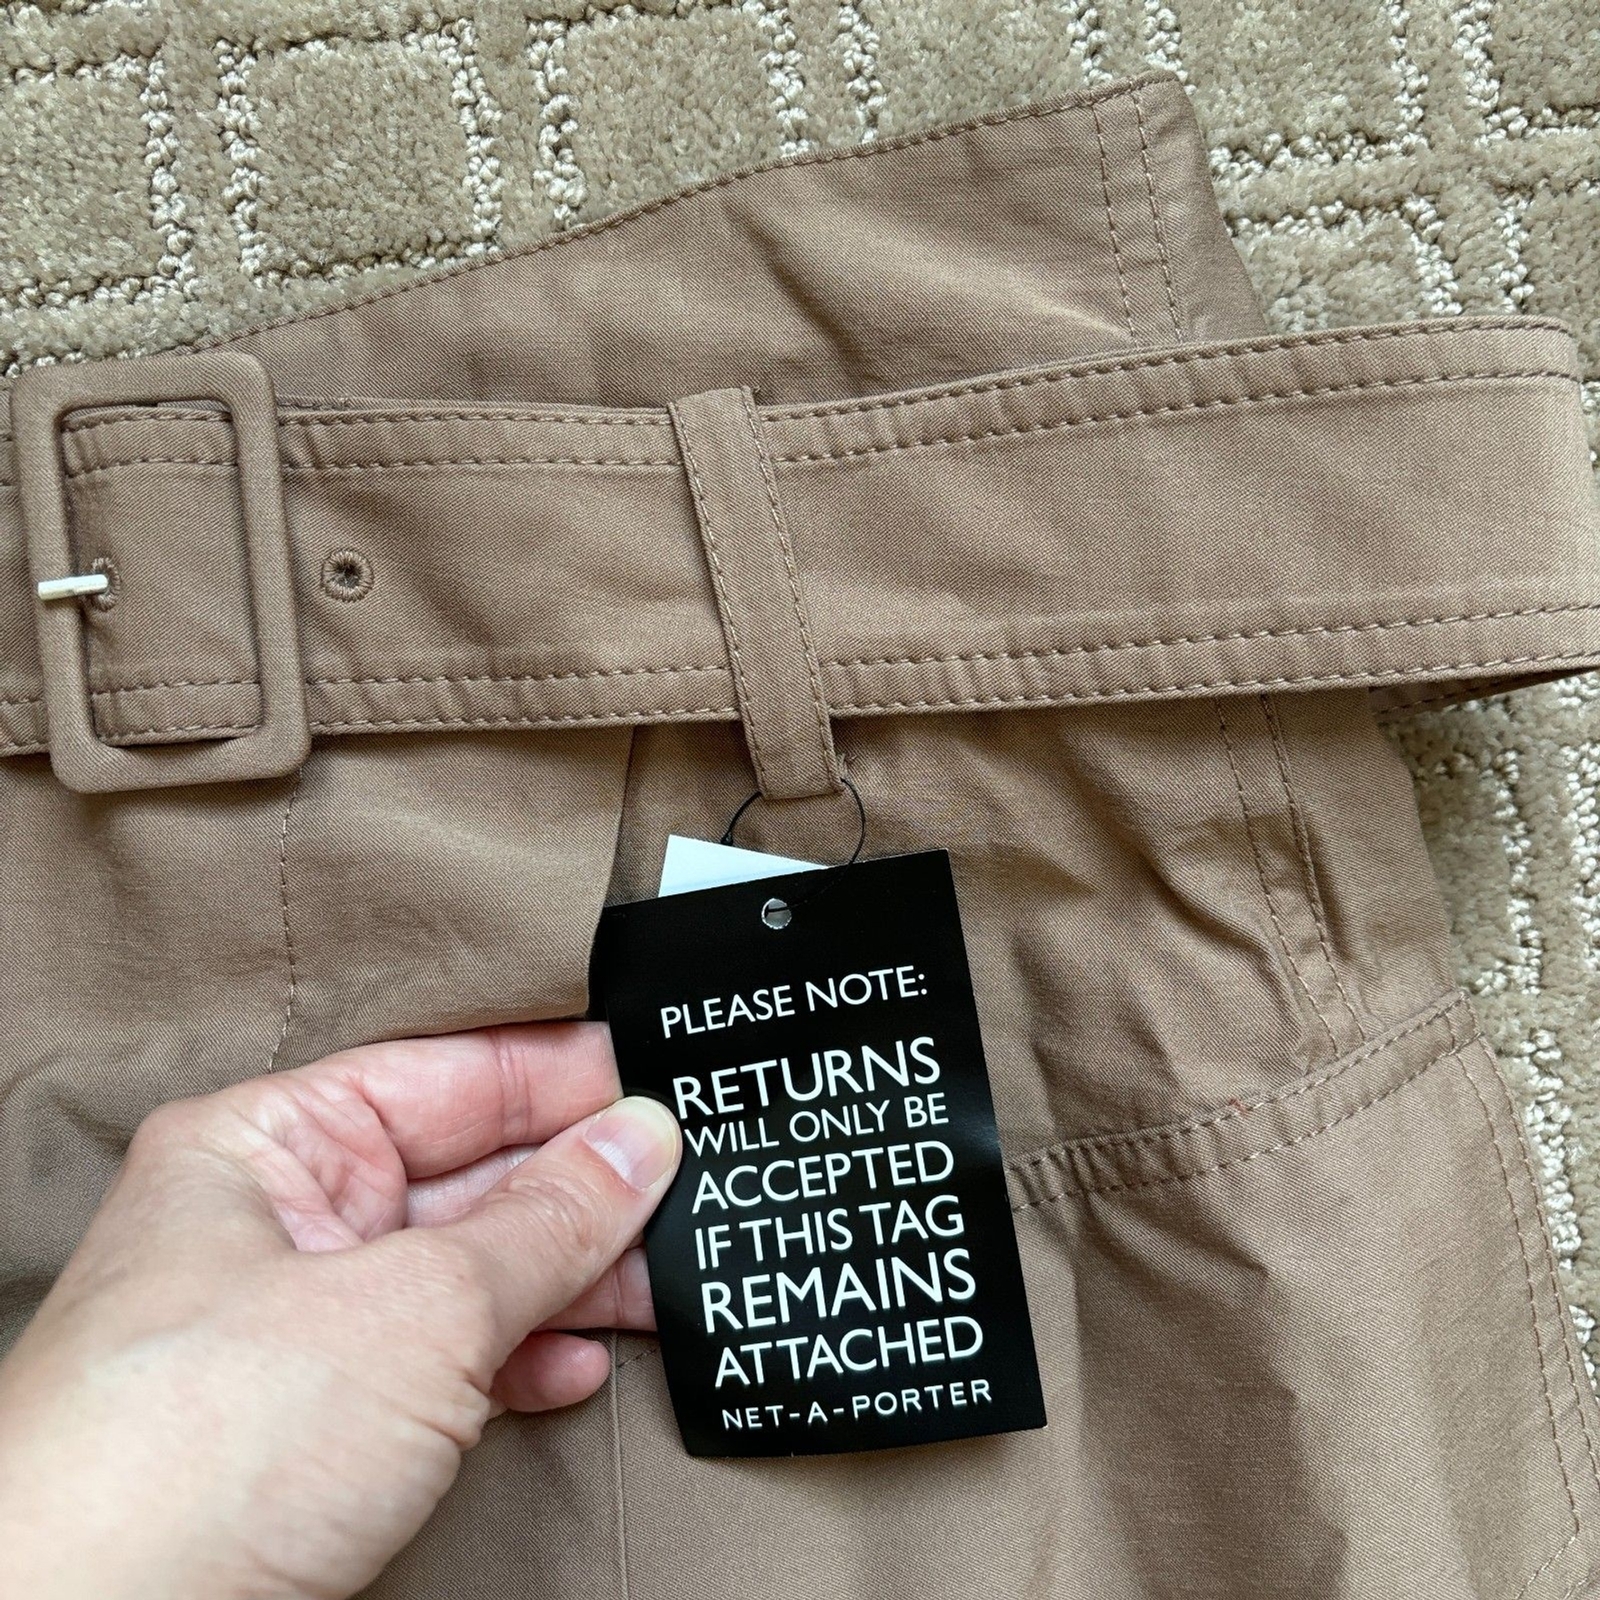 PLEASE NOTE:
RETURNS
WILL ONLY BE
ACCEPTED
IF THIS TAG
REMAINS
ATTACHED
NET-A-PORTER